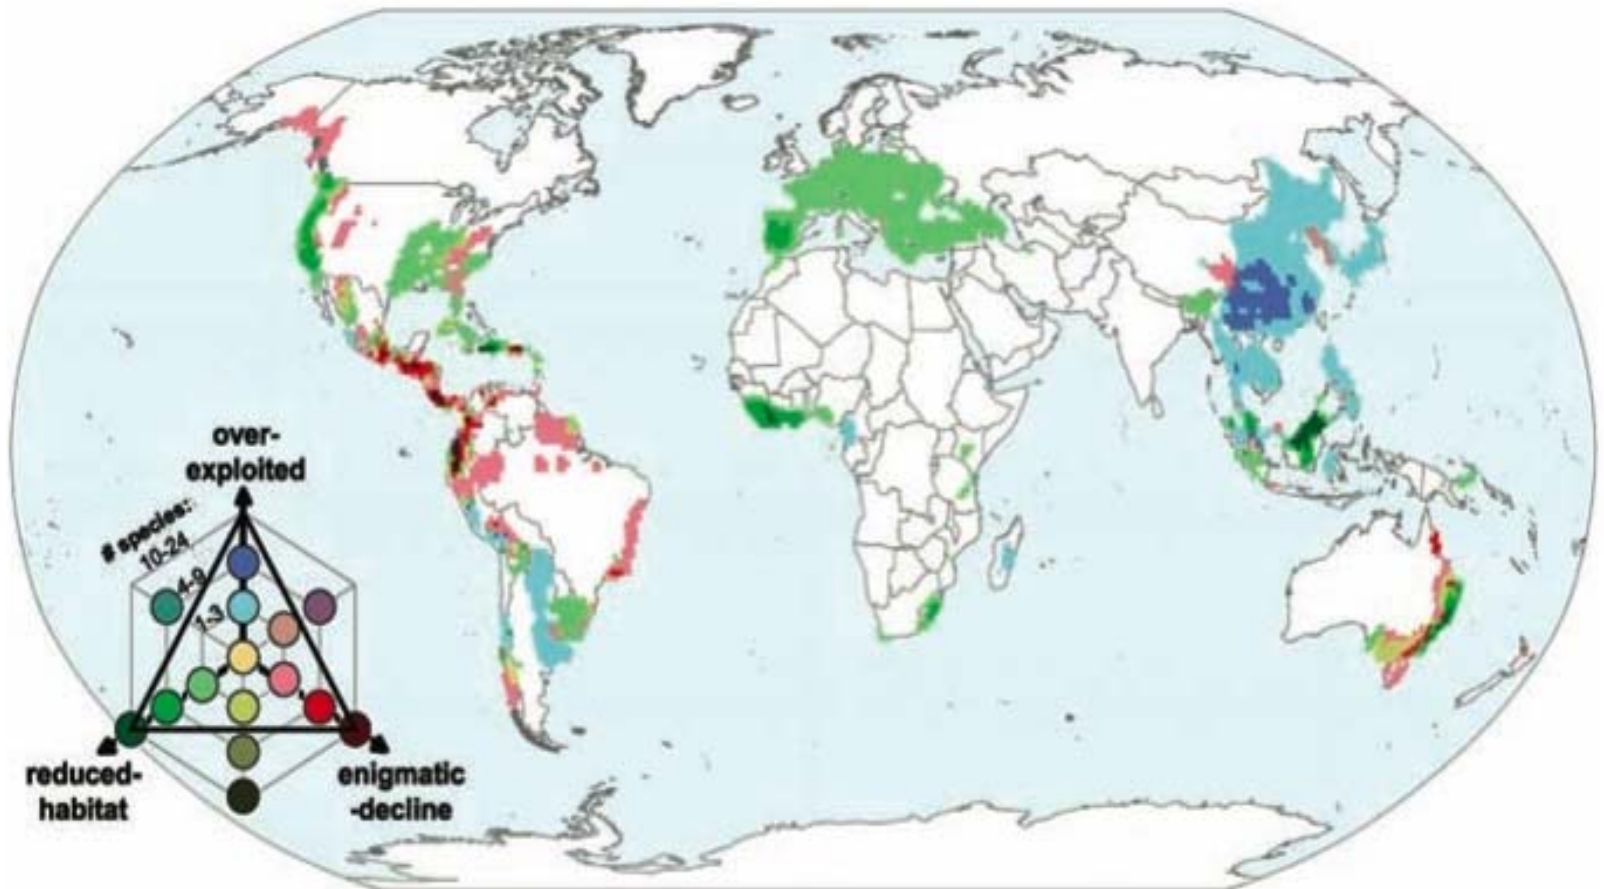 over-
exploited
# species:
10-24
4-9
1-3
reduced-
habitat
enigmatic
-decline